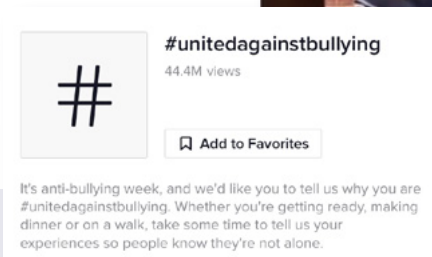 #
#unitedagainstbullying
44.4M views
Add to Favorites
It's anti-bullying week, and we'd like you to tell us why you are
#unitedagainstbullying. Whether you're getting ready, making
dinner or on a walk, take some time to tell us your
experiences so people know they're not alone.